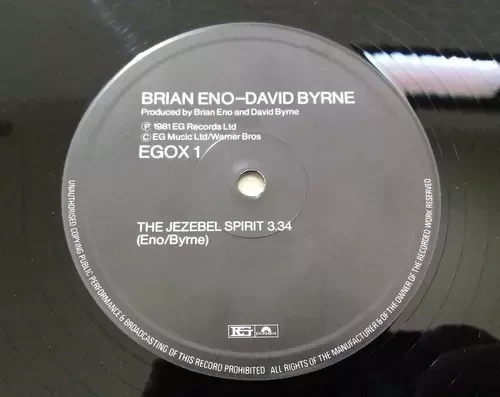 BRIAN ENO–DAVID BYRNE
Produced by Brian Eno and David Byrne
Ⓟ 1981 EG Records Ltd
Ⓒ EG Music Ltd/Warner Bros
EGOX 1
THE JEZEBEL SPIRIT 3.34
(Eno/Byrne)
EG
UNAUTHORISED COPYING PUBLIC PERFORMANCE & BROADCASTING OF THIS RECORD PROHIBITED ALL RIGHTS OF THE MANUFACTURER & OF THE OWNER OF THE RECORDED WORK RESERVED